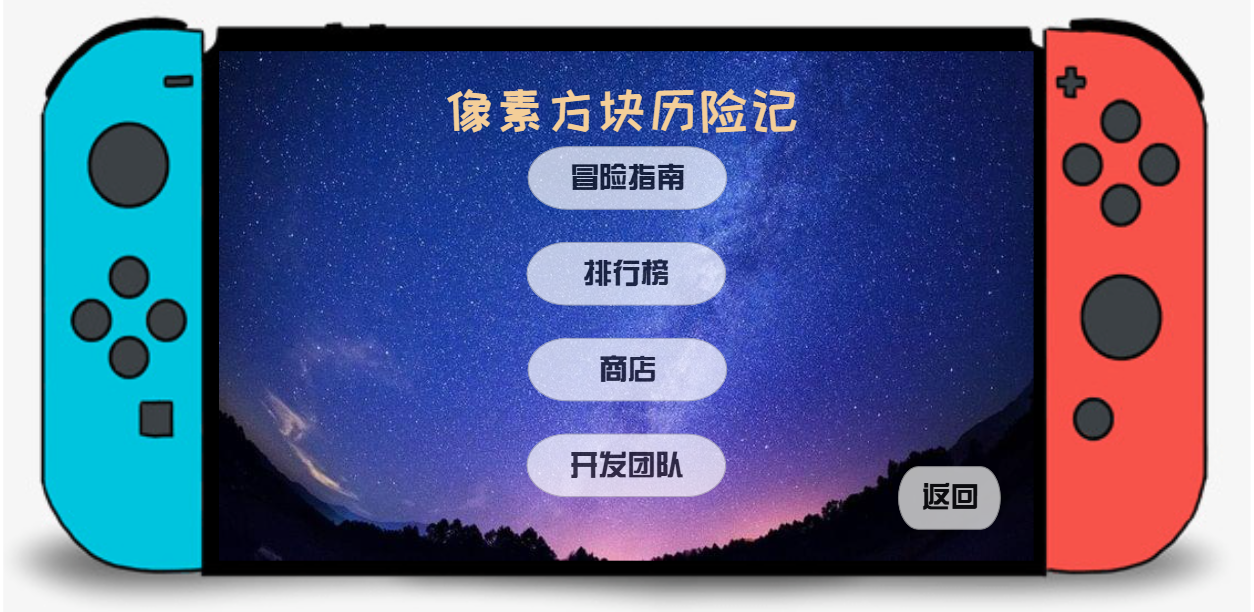 像素方块历险记
冒险指南
排行榜
商店
开发团队
返回